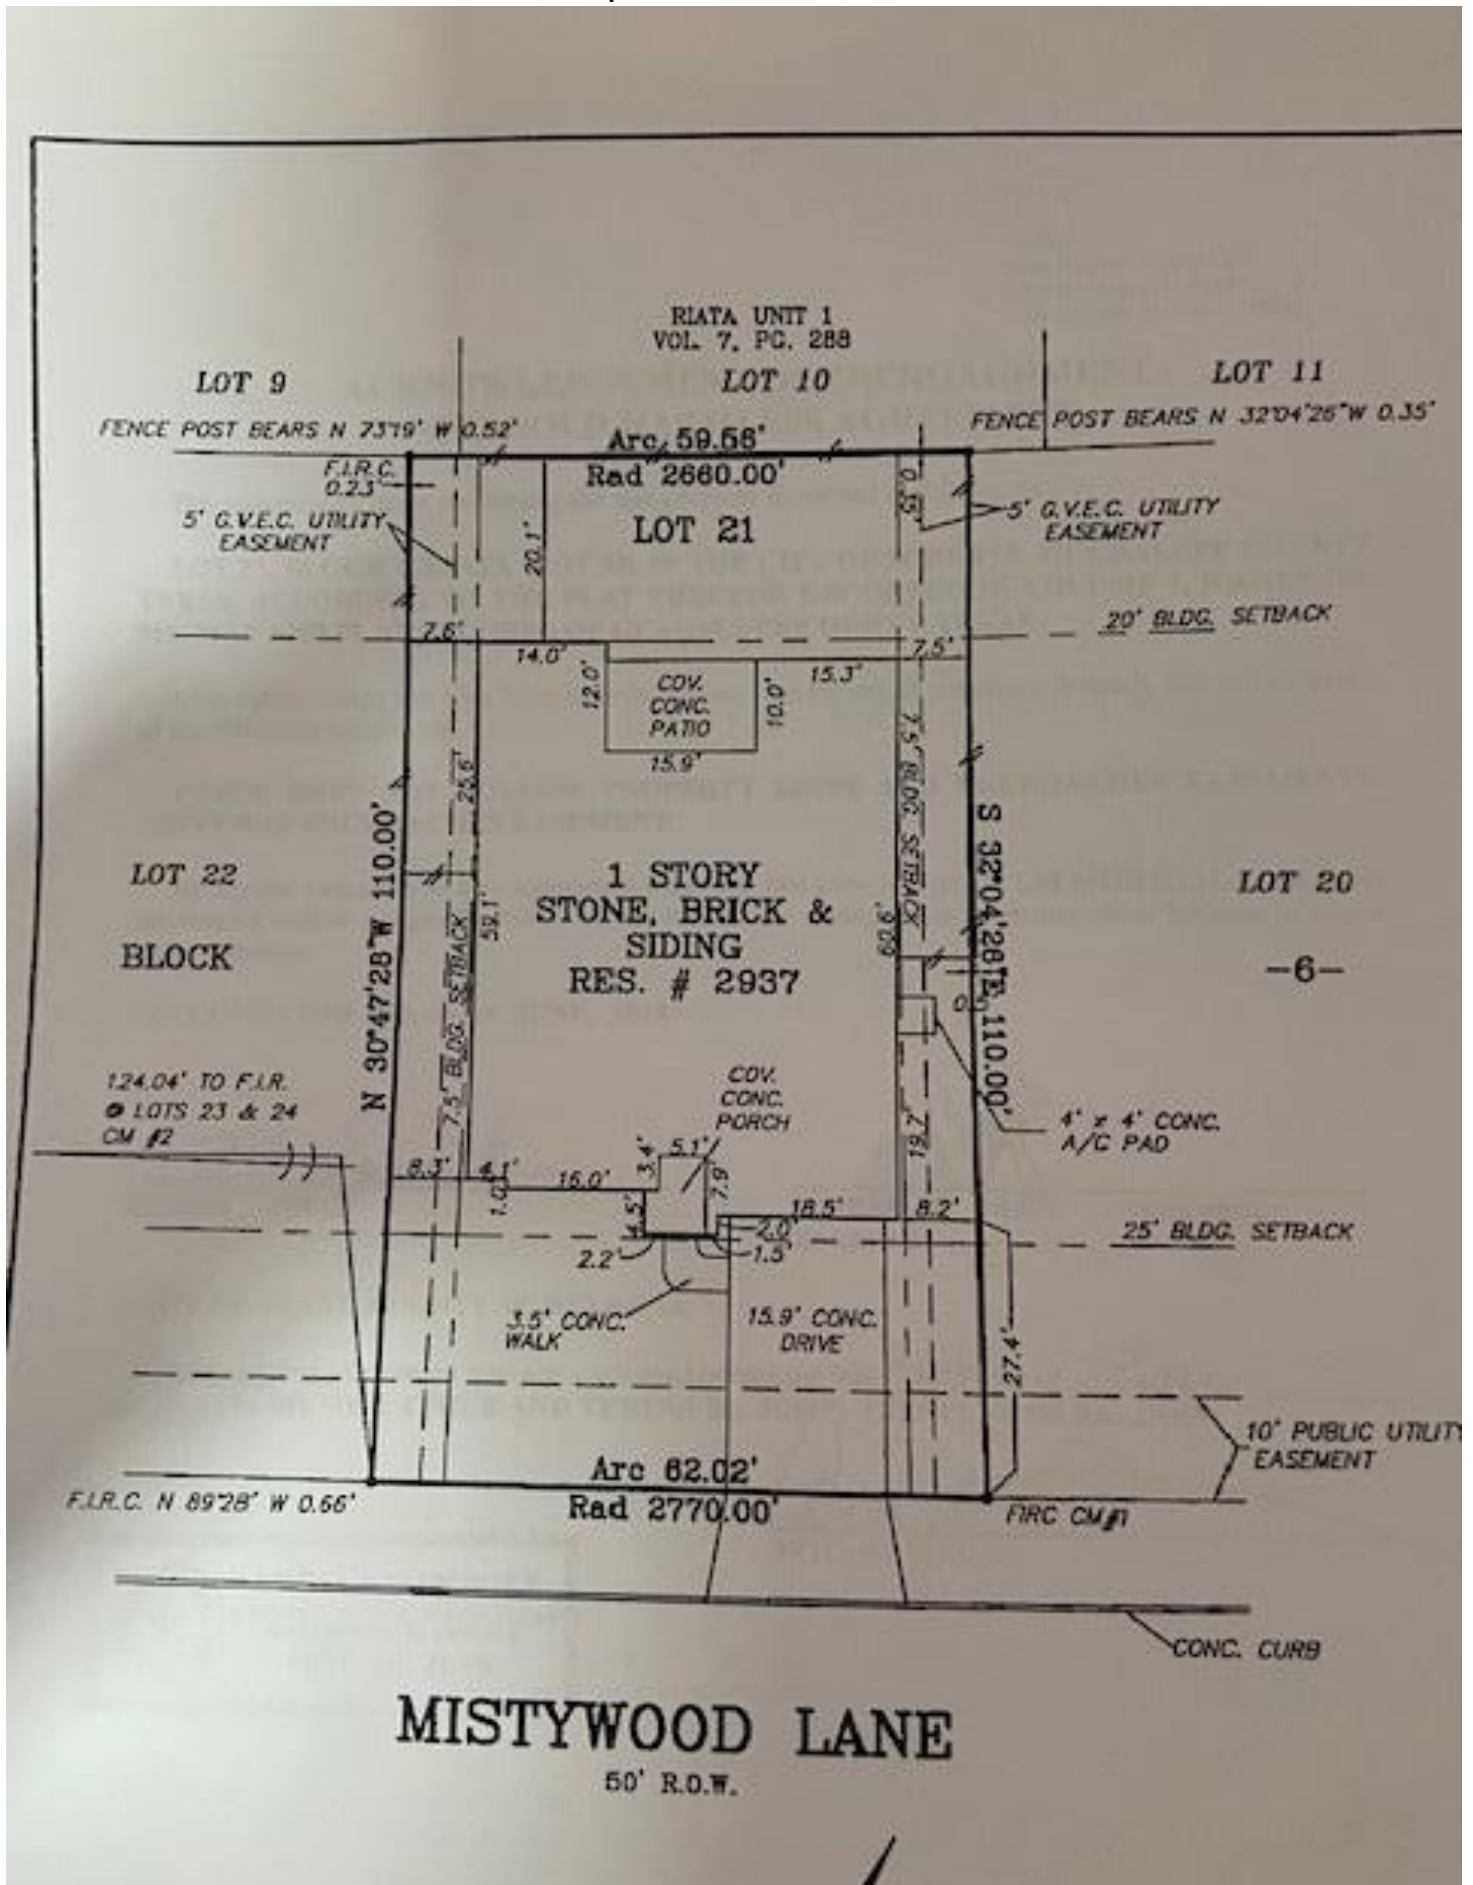 RIATA UNIT 1
VOL. 7, PG. 288
LOT 9
LOT 10
LOT 11
FENCE POST BEARS N 73°19' W 0.52'
FENCE POST BEARS N 32°04'26"W 0.35'
Arc 59.56'
Rad 2660.00'
F.I.R.C.
0.23'
5' G.V.E.C. UTILITY
EASEMENT
LOT 21
5' G.V.E.C. UTILITY
EASEMENT
20.1'
20' BLDG. SETBACK
7.6'
14.0'
12.0'
COV.
CONC.
PATIO
10.0'
15.3'
7.5'
15.9'
25.6'
7.5' BLDG SETBACK
N 30°47'28"W 110.00'
S 32°04'26"E 110.00'
LOT 22
BLOCK
1 STORY
STONE, BRICK &
SIDING
RES. # 2937
59.1'
60.6'
LOT 20
-6-
7.5' BLDG. SETBACK
124.04' TO F.I.R.
@ LOTS 23 & 24
CM #2
COV.
CONC.
PORCH
19.7'
4' x 4' CONC.
A/C PAD
8.3'
4.1'
1.0'
16.0'
3.4'
5.1'
7.9'
4.5'
18.5'
8.2'
2.0'
1.5'
2.2'
25' BLDG. SETBACK
3.5' CONC.
WALK
15.9' CONC.
DRIVE
27.4'
10' PUBLIC UTILITY
EASEMENT
Arc 62.02'
Rad 2770.00'
F.I.R.C. N 89°28' W 0.66'
FIRC CM#1
CONC. CURB
MISTYWOOD LANE
50' R.O.W.